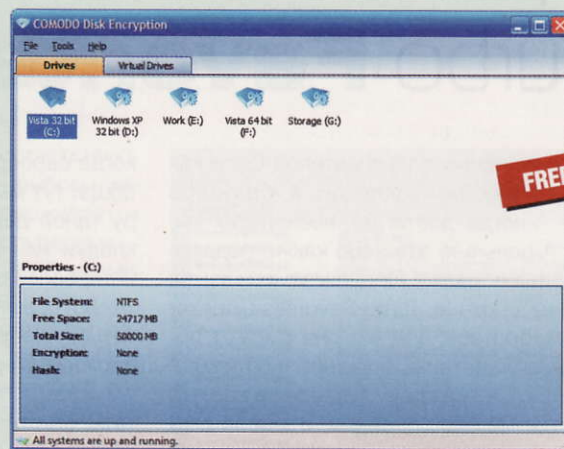 COMODO Disk Encryption
File Tools Help
Drives Virtual Drives
Vista 32 bit (C:)
Windows XP 32 bit (D:)
Work (E:)
Vista 64 bit (F:)
Storage (G:)
Properties - (C:)
File System: NTFS
Free Space: 24717 MB
Total Size: 50000 MB
Encryption: None
Hash: None
All systems are up and running.